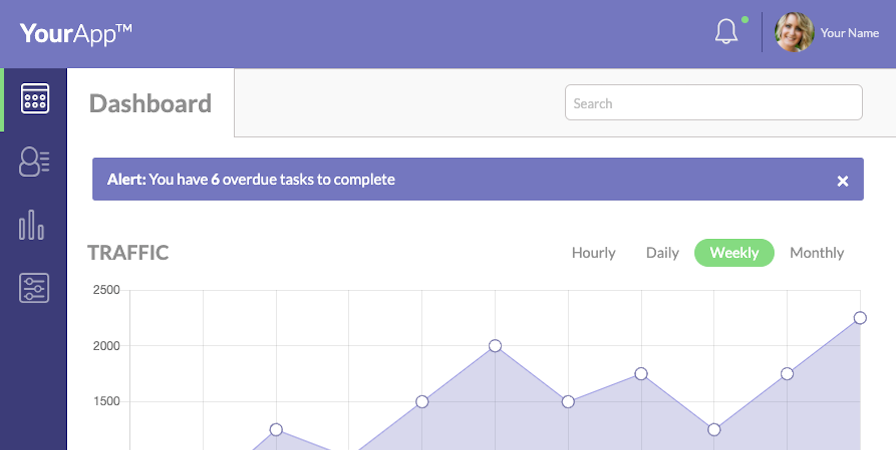 YourApp™
Your Name
Dashboard
Search
Alert: You have 6 overdue tasks to complete
×
TRAFFIC
Hourly Daily Weekly Monthly
2500
2000
1500